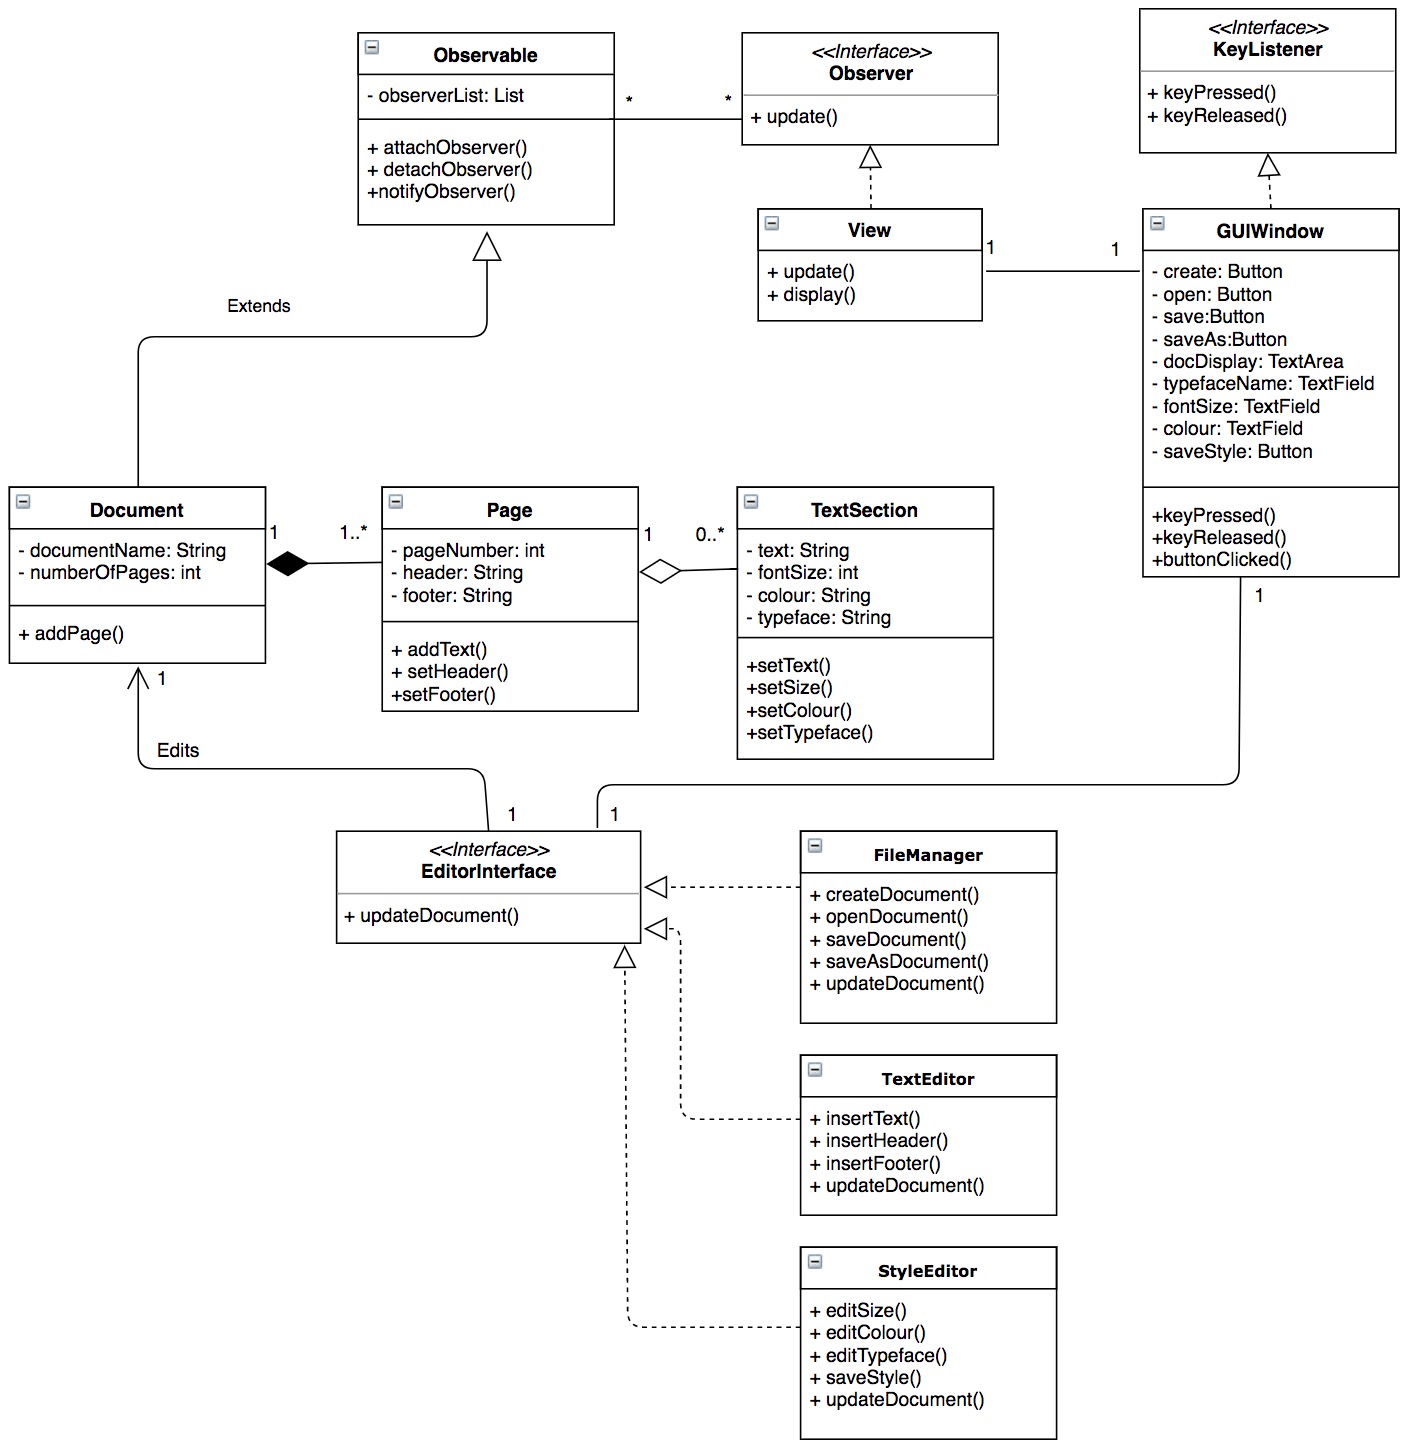 Observable
- observerList: List
+ attachObserver()
+ detachObserver()
+notifyObserver()
*
*
<<Interface>>
Observer
+ update()
<<Interface>>
KeyListener
+ keyPressed()
+ keyReleased()
View
+ update()
+ display()
1
1
GUIWindow
- create: Button
- open: Button
- save:Button
- saveAs:Button
- docDisplay: TextArea
- typefaceName: TextField
- fontSize: TextField
- colour: TextField
- saveStyle: Button
+keyPressed()
+keyReleased()
+buttonClicked()
1
Extends
Document
- documentName: String
- numberOfPages: int
+ addPage()
1
1..*
Page
- pageNumber: int
- header: String
- footer: String
+ addText()
+ setHeader()
+setFooter()
1
0..*
TextSection
- text: String
- fontSize: int
- colour: String
- typeface: String
+setText()
+setSize()
+setColour()
+setTypeface()
1
Edits
1
1
<<Interface>>
EditorInterface
+ updateDocument()
FileManager
+ createDocument()
+ openDocument()
+ saveDocument()
+ saveAsDocument()
+ updateDocument()
TextEditor
+ insertText()
+ insertHeader()
+ insertFooter()
+ updateDocument()
StyleEditor
+ editSize()
+ editColour()
+ editTypeface()
+ saveStyle()
+ updateDocument()